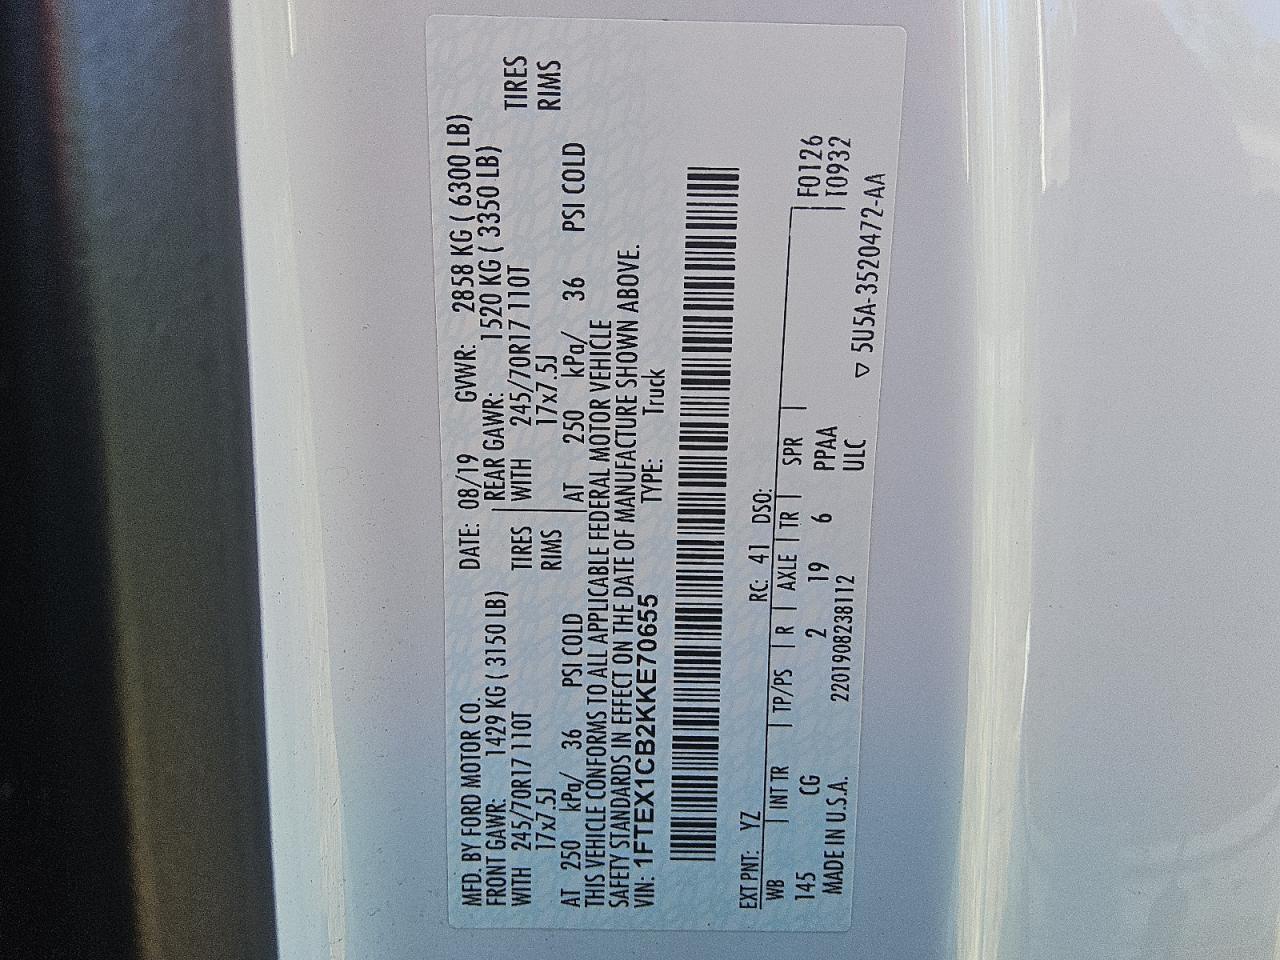 MFD. BY FORD MOTOR CO. DATE: 08/19 GVWR: 2858 KG ( 6300 LB)
FRONT GAWR: 1429 KG ( 3150 LB) REAR GAWR: 1520 KG ( 3350 LB)
WITH 245/70R17 110T TIRES WITH 245/70R17 110T TIRES
17x7.5J RIMS 17x7.5J RIMS
AT 250 kPa/ 36 PSI COLD AT 250 kPa/ 36 PSI COLD
THIS VEHICLE CONFORMS TO ALL APPLICABLE FEDERAL MOTOR VEHICLE
SAFETY STANDARDS IN EFFECT ON THE DATE OF MANUFACTURE SHOWN ABOVE.
VIN: 1FTEX1CB2KKE70655 TYPE: Truck
EXT PNT: YZ RC: 41 DSO:
WB INT TR TP/PS R AXLE TR SPR F0126
145 CG 2 19 6 PPAA T0932
MADE IN U.S.A. 2201908238112 ULC
▽ 5U5A-3520472-AA